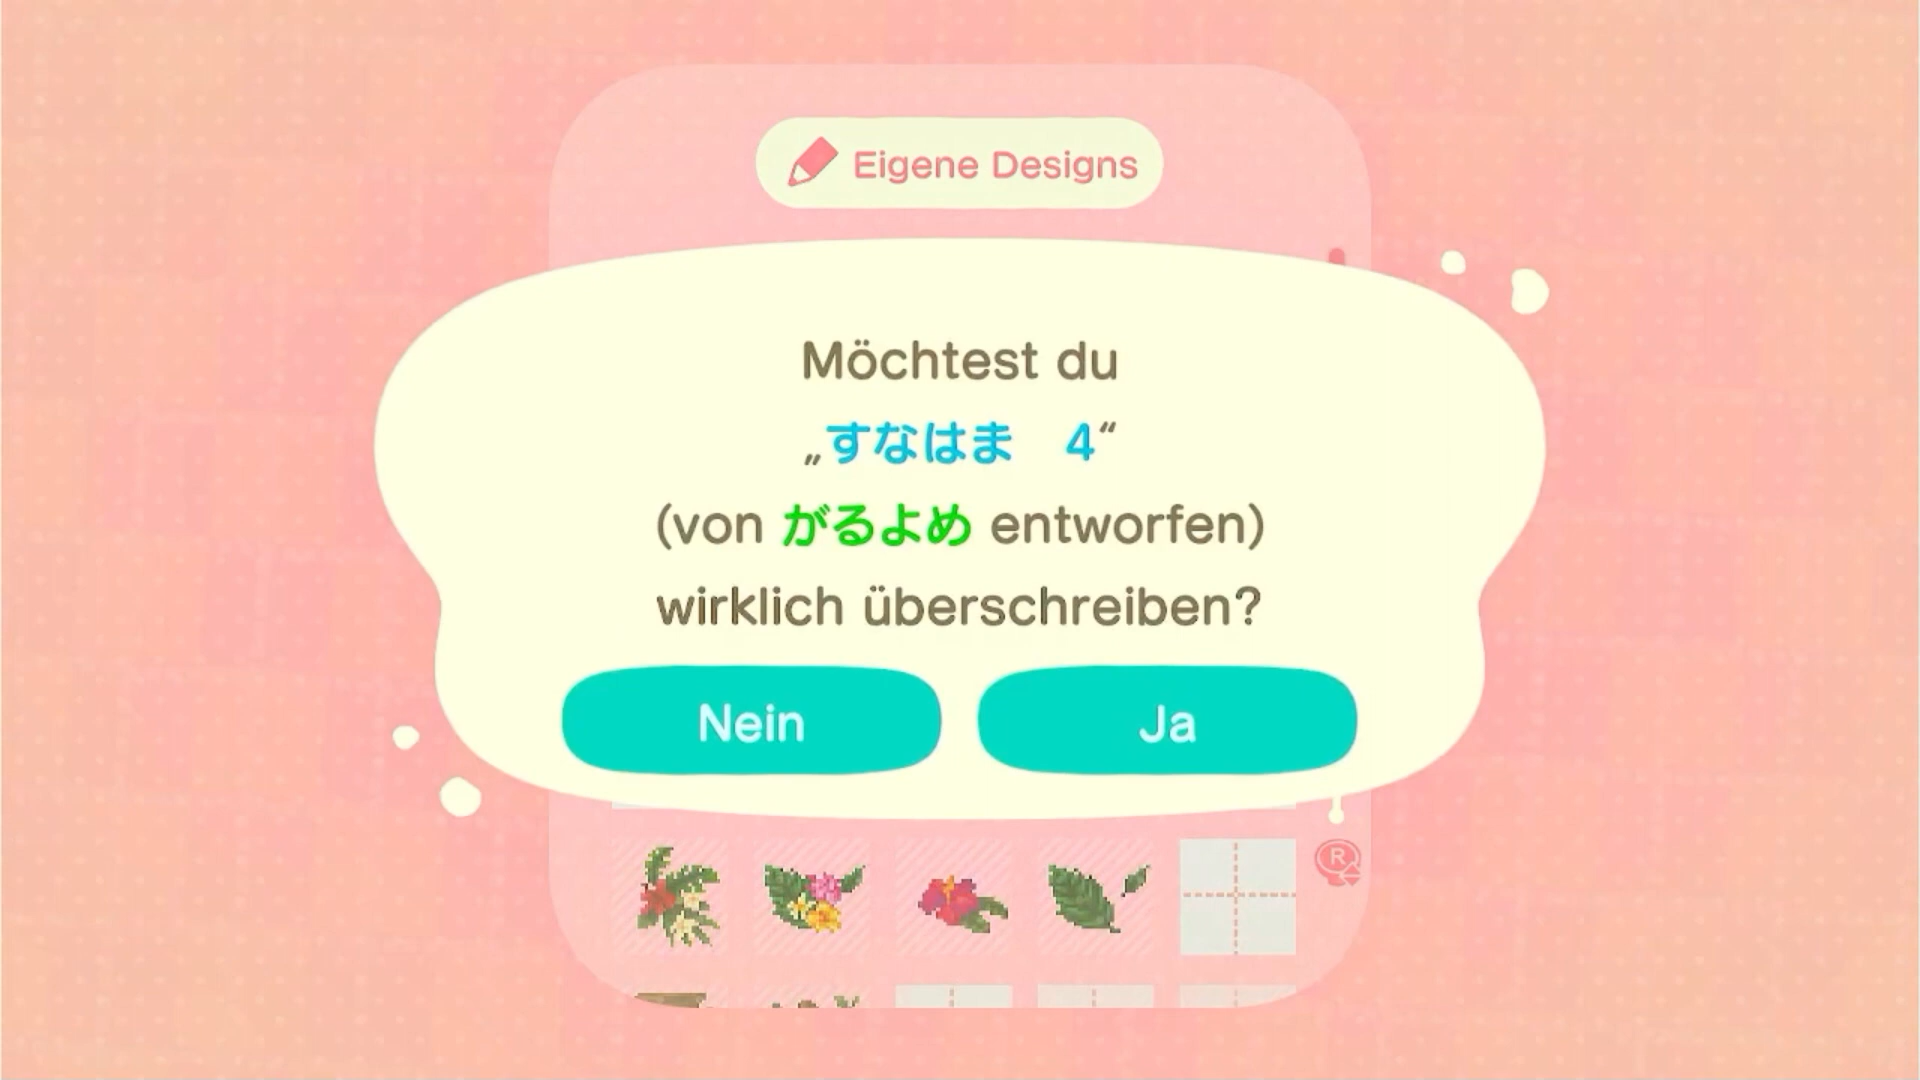 Eigene Designs
Möchtest du
„すなはま　4“
(von がるよめ entworfen)
wirklich überschreiben?
Nein
Ja
R